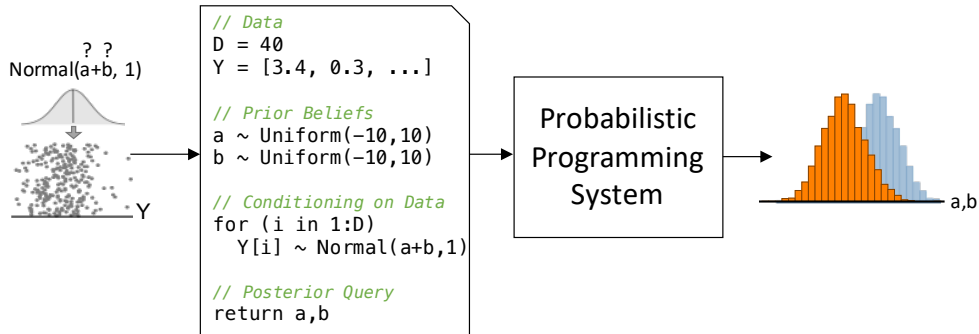 ? ?
Normal(a+b, 1)
Y
// Data
D = 40
Y = [3.4, 0.3, ...]
// Prior Beliefs
a ~ Uniform(-10,10)
b ~ Uniform(-10,10)
// Conditioning on Data
for (i in 1:D)
Y[i] ~ Normal(a+b,1)
// Posterior Query
return a,b
Probabilistic
Programming
System
a,b